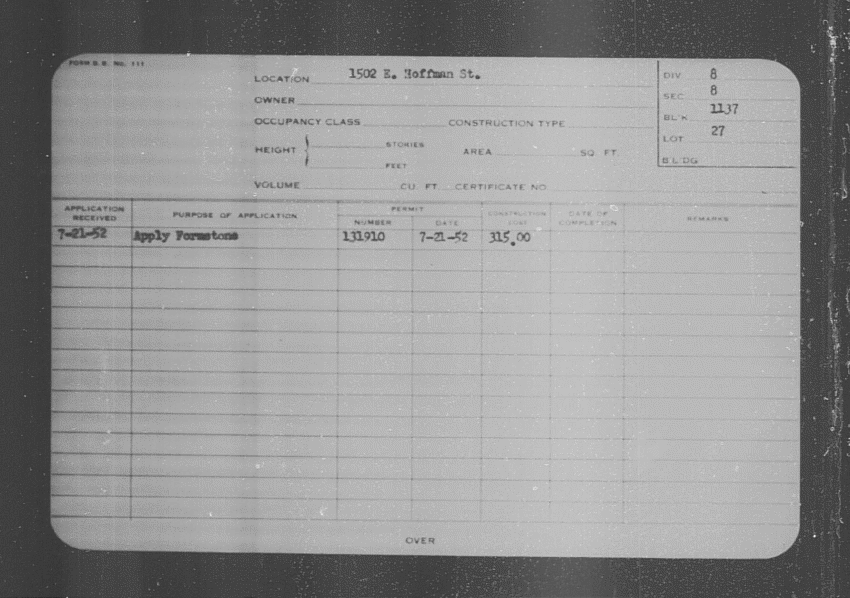 FORM B. B. No. 111
LOCATION 1502 E. Hoffman St.
OWNER
OCCUPANCY CLASS CONSTRUCTION TYPE
HEIGHT STORIES AREA SQ. FT.
FEET
VOLUME CU. FT. CERTIFICATE NO.
DIV. 8
SEC. 8
BL'K. 1137
LOT 27
BLDG
APPLICATION RECEIVED PURPOSE OF APPLICATION PERMIT NUMBER DATE CONSTRUCTION COST DATE OF COMPLETION REMARKS
7-21-52 Apply Formstone 131910 7-21-52 315.00
OVER